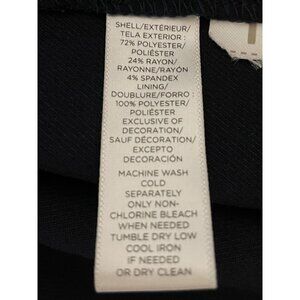 SHELL/EXTÉRIEUR/
TELA EXTERIOR:
72% POLYESTER/
POLIÉSTER
24% RAYON/
RAYONNE/RAYÓN
4% SPANDEX
LINING/
DOUBLURE/FORRO:
100% POLYESTER/
POLIÉSTER
EXCLUSIVE OF
DECORATION/
SAUF DÉCORATION/
EXCEPTO
DECORACIÓN
MACHINE WASH
COLD
SEPARATELY
ONLY NON-
CHLORINE BLEACH
WHEN NEEDED
TUMBLE DRY LOW
COOL IRON
IF NEEDED
OR DRY CLEAN